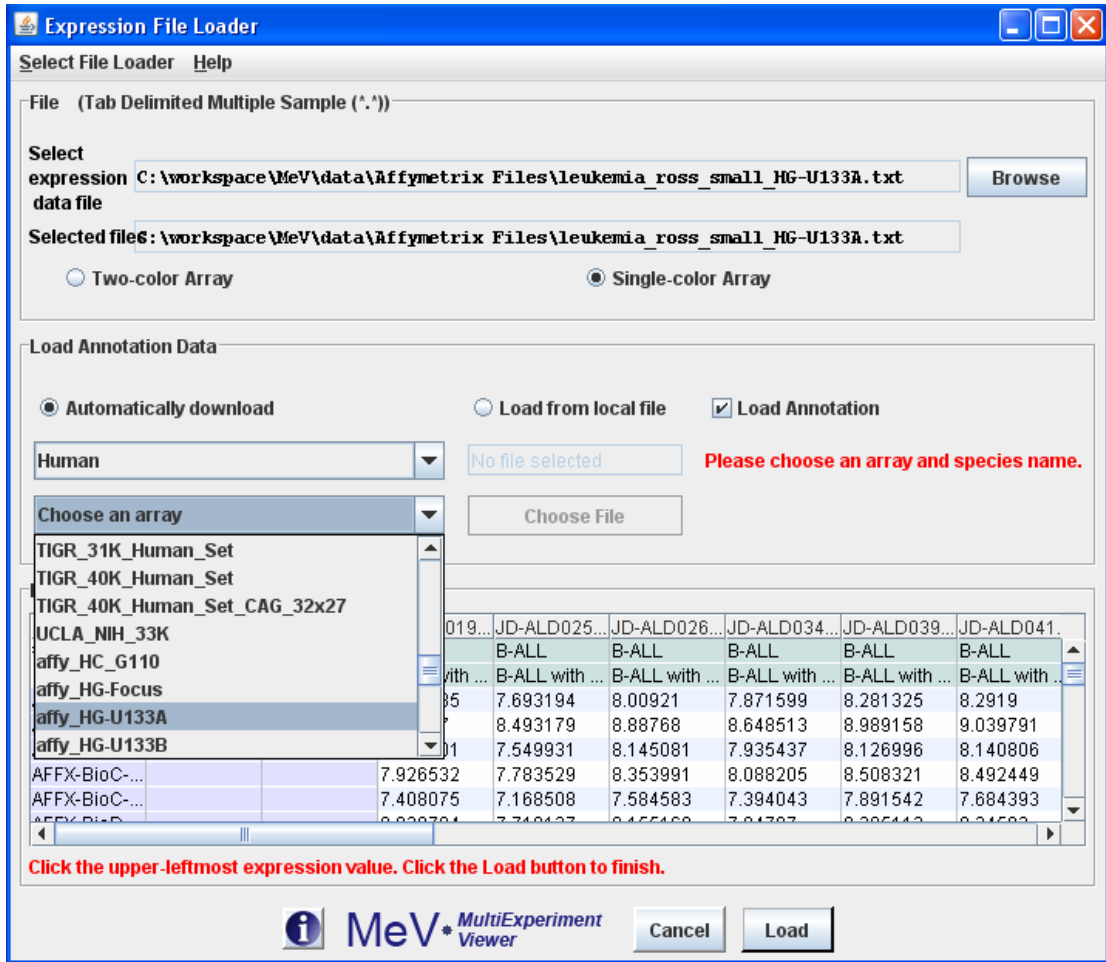 Expression File Loader
Select File Loader Help
File (Tab Delimited Multiple Sample (*.*))
Select
expression C:\workspace\MeV\data\Affymetrix Files\leukemia_ross_small_HG-U133A.txt Browse
data file
Selected files C:\workspace\MeV\data\Affymetrix Files\leukemia_ross_small_HG-U133A.txt
Two-color Array Single-color Array
Load Annotation Data
Automatically download Load from local file Load Annotation
Human No file selected Please choose an array and species name.
Choose an array Choose File
TIGR_31K_Human_Set
TIGR_40K_Human_Set
TIGR_40K_Human_Set_CAG_32x27
UCLA_NIH_33K
affy_HC_G110
affy_HG-Focus
affy_HG-U133A
affy_HG-U133B
019... JD-ALD025... JD-ALD026... JD-ALD034... JD-ALD039... JD-ALD041.
B-ALL B-ALL B-ALL B-ALL B-ALL
with ... B-ALL with ... B-ALL with ... B-ALL with ... B-ALL with ... B-ALL with ..
35 7.693194 8.00921 7.871599 8.281325 8.2919
7 8.493179 8.88768 8.648513 8.989158 9.039791
01 7.549931 8.145081 7.935437 8.126996 8.140806
AFFX-BioC-... 7.926532 7.783529 8.353991 8.088205 8.508321 8.492449
AFFX-BioC-... 7.408075 7.168508 7.584583 7.394043 7.891542 7.684393
Click the upper-leftmost expression value. Click the Load button to finish.
MeV MultiExperiment
Viewer
Cancel Load